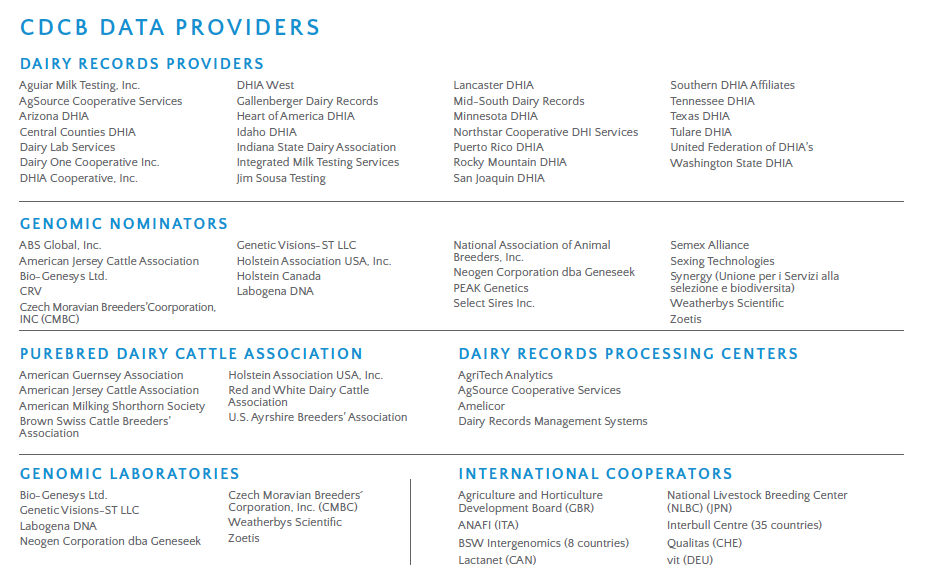 CDCB DATA PROVIDERS
DAIRY RECORDS PROVIDERS
Aguiar Milk Testing, Inc.
AgSource Cooperative Services
Arizona DHIA
Central Counties DHIA
Dairy Lab Services
Dairy One Cooperative Inc.
DHIA Cooperative, Inc.
DHIA West
Gallenberger Dairy Records
Heart of America DHIA
Idaho DHIA
Indiana State Dairy Association
Integrated Milk Testing Services
Jim Sousa Testing
Lancaster DHIA
Mid-South Dairy Records
Minnesota DHIA
Northstar Cooperative DHI Services
Puerto Rico DHIA
Rocky Mountain DHIA
San Joaquin DHIA
Southern DHIA Affiliates
Tennessee DHIA
Texas DHIA
Tulare DHIA
United Federation of DHIA's
Washington State DHIA
GENOMIC NOMINATORS
ABS Global, Inc.
American Jersey Cattle Association
Bio-Genesys Ltd.
CRV
Czech Moravian Breeders'Coorporation,
INC (CMBC)
Genetic Visions-ST LLC
Holstein Association USA, Inc.
Holstein Canada
Labogena DNA
National Association of Animal
Breeders, Inc.
Neogen Corporation dba Geneseek
PEAK Genetics
Select Sires Inc.
Semex Alliance
Sexing Technologies
Synergy (Unione per i Servizi alla
selezione e biodiversita)
Weatherbys Scientific
Zoetis
PUREBRED DAIRY CATTLE ASSOCIATION
American Guernsey Association
American Jersey Cattle Association
American Milking Shorthorn Society
Brown Swiss Cattle Breeders'
Association
Holstein Association USA, Inc.
Red and White Dairy Cattle
Association
U.S. Ayrshire Breeders' Association
DAIRY RECORDS PROCESSING CENTERS
AgriTech Analytics
AgSource Cooperative Services
Amelicor
Dairy Records Management Systems
GENOMIC LABORATORIES
Bio-Genesys Ltd.
Genetic Visions-ST LLC
Labogena DNA
Neogen Corporation dba Geneseek
Czech Moravian Breeders´
Corporation, Inc. (CMBC)
Weatherbys Scientific
Zoetis
INTERNATIONAL COOPERATORS
Agriculture and Horticulture
Development Board (GBR)
ANAFI (ITA)
BSW Intergenomics (8 countries)
Lactanet (CAN)
National Livestock Breeding Center
(NLBC) (JPN)
Interbull Centre (35 countries)
Qualitas (CHE)
vit (DEU)